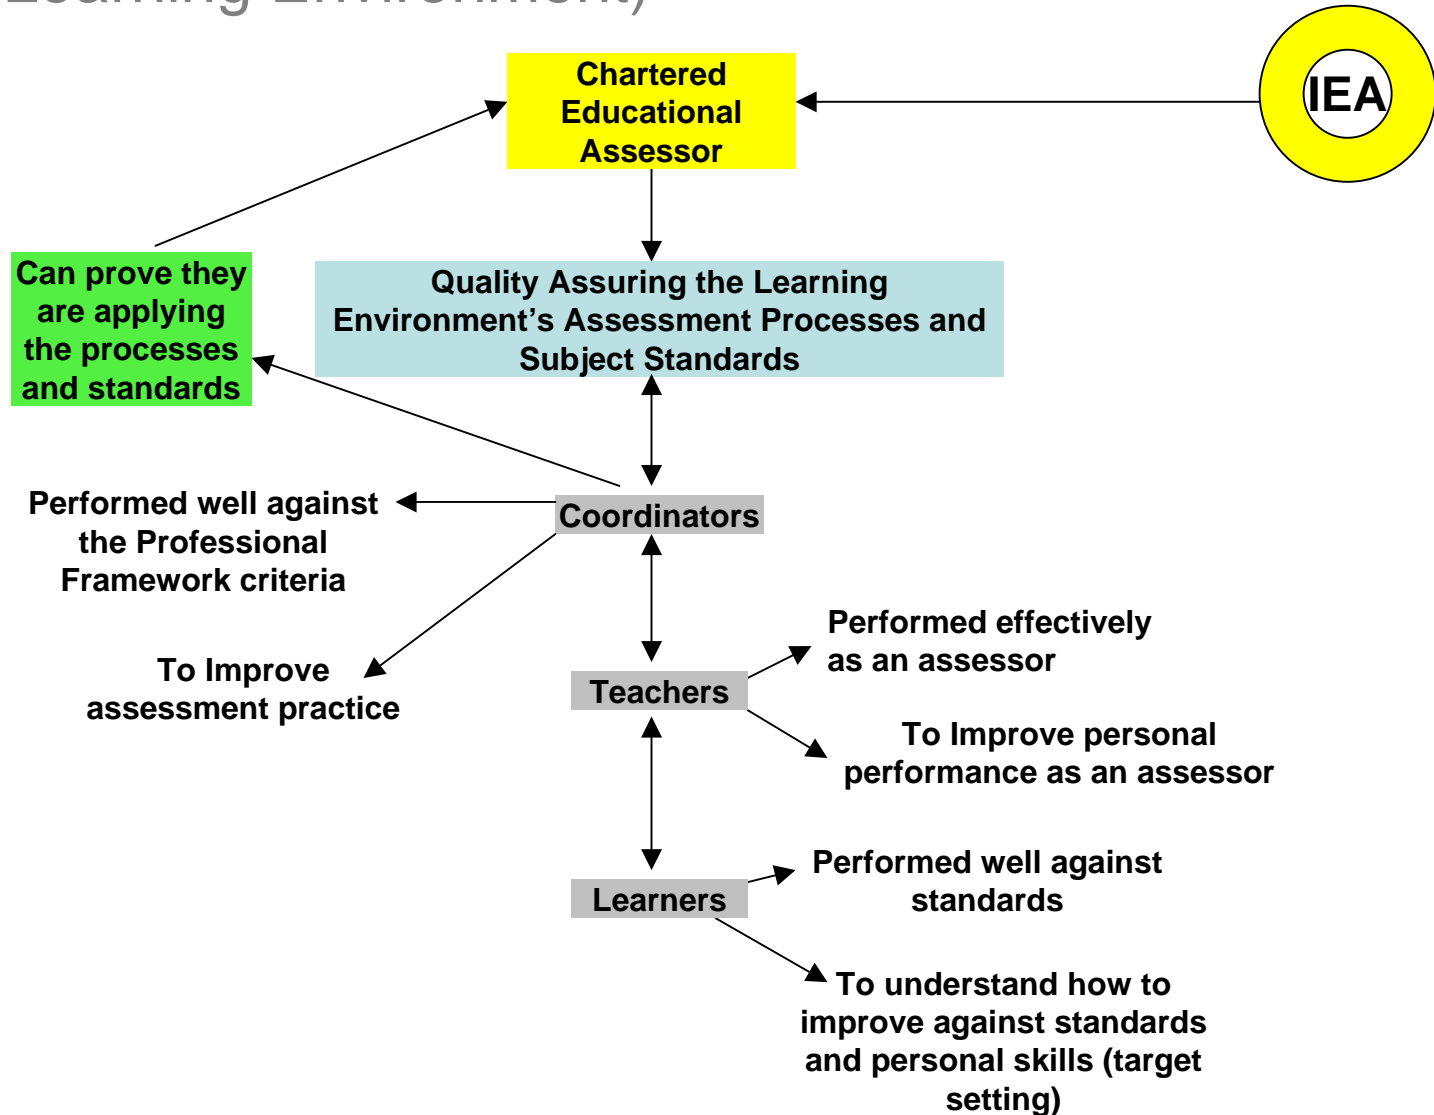 Learning Environment)
Chartered
Educational
Assessor
IEA
Can prove they
are applying
the processes
and standards
Quality Assuring the Learning
Environment’s Assessment Processes and
Subject Standards
Performed well against
the Professional
Framework criteria
Coordinators
To Improve
assessment practice
Performed effectively
as an assessor
Teachers
To Improve personal
performance as an assessor
Performed well against
standards
Learners
To understand how to
improve against standards
and personal skills (target
setting)